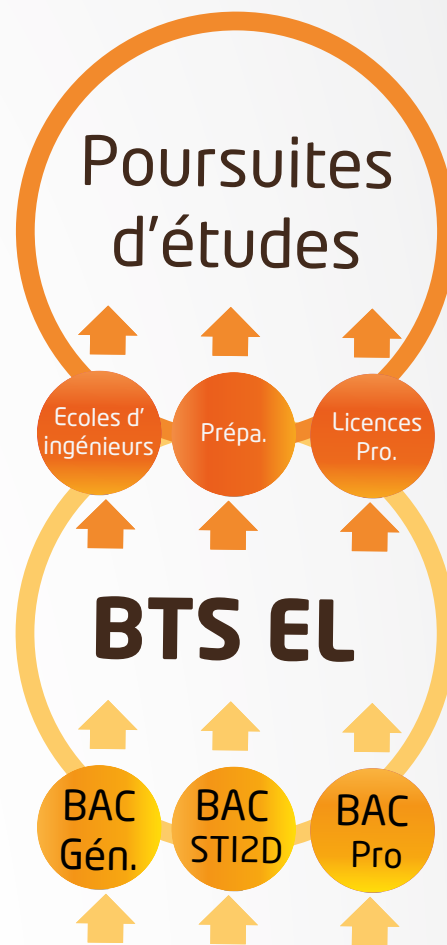 Poursuites
d'études
Ecoles d'
ingénieurs
Prépa.
Licences
Pro.
BTS EL
BAC
Gén.
BAC
STI2D
BAC
Pro